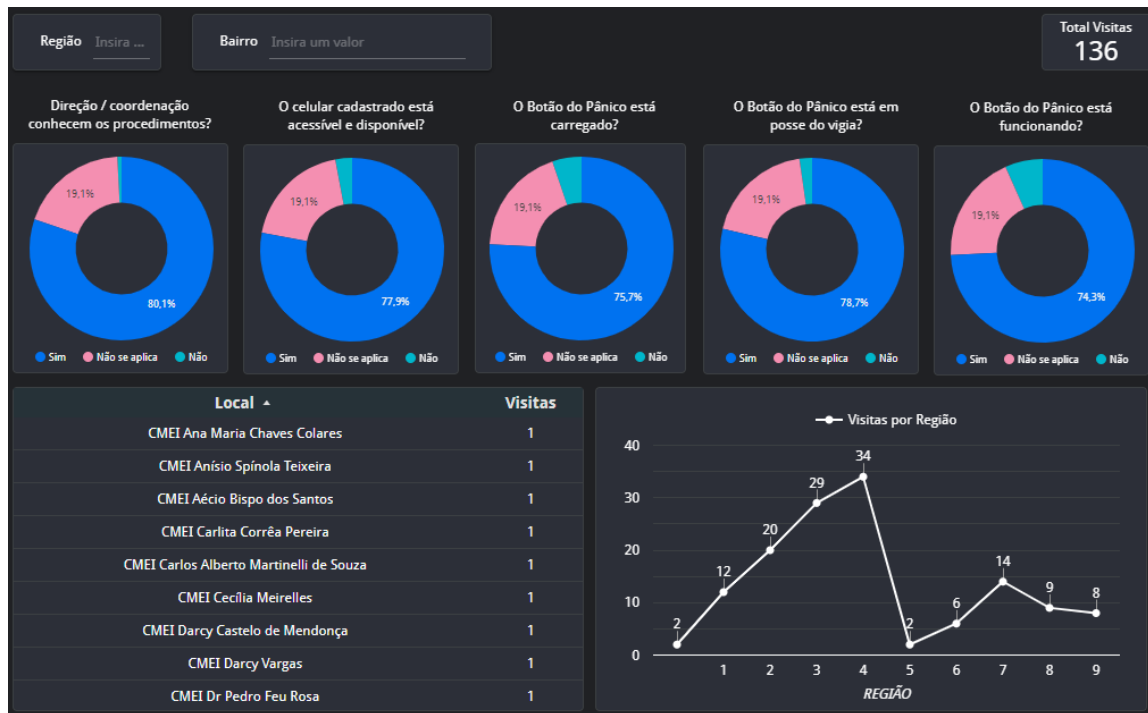 Região Insira ...
Bairro Insira um valor
Total Visitas
136
Direção / coordenação
conhecem os procedimentos?
19,1%
80,1%
Sim Não se aplica Não
O celular cadastrado está
acessível e disponível?
19,1%
77,9%
Sim Não se aplica Não
O Botão do Pânico está
carregado?
19,1%
75,7%
Sim Não se aplica Não
O Botão do Pânico está em
posse do vigia?
19,1%
78,7%
Sim Não se aplica Não
O Botão do Pânico está
funcionando?
19,1%
74,3%
Sim Não se aplica Não
Local Visitas
CMEI Ana Maria Chaves Colares 1
CMEI Anísio Spínola Teixeira 1
CMEI Aécio Bispo dos Santos 1
CMEI Carlita Corrêa Pereira 1
CMEI Carlos Alberto Martinelli de Souza 1
CMEI Cecília Meirelles 1
CMEI Darcy Castelo de Mendonça 1
CMEI Darcy Vargas 1
CMEI Dr Pedro Feu Rosa 1
Visitas por Região
40
30
20
10
0
2 12 20 29 34 2 6 14 9 8
1 2 3 4 5 6 7 8 9
REGIÃO